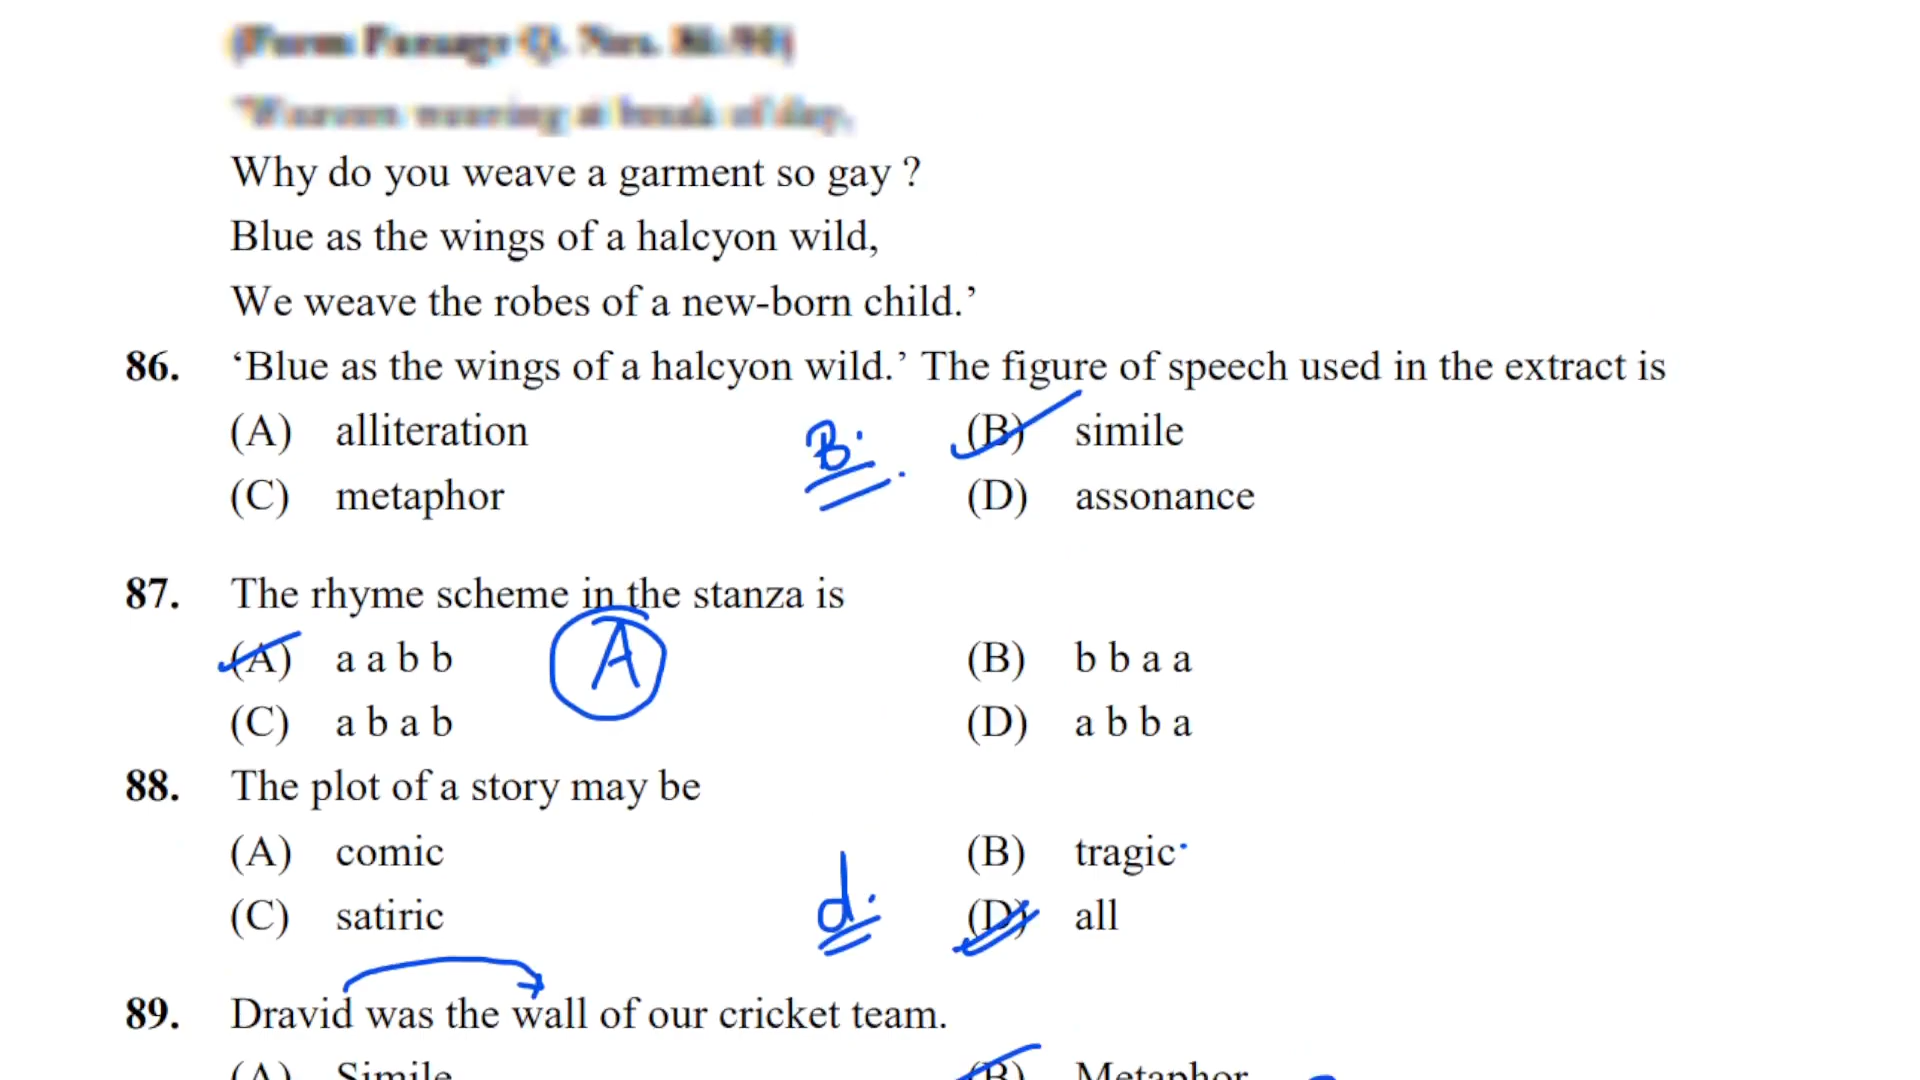 Why do you weave a garment so gay ?
Blue as the wings of a halcyon wild,
We weave the robes of a new-born child.’
86. ‘Blue as the wings of a halcyon wild.’ The figure of speech used in the extract is
(A) alliteration B. (B) simile
(C) metaphor (D) assonance
87. The rhyme scheme in the stanza is
(A) a a b b A (B) b b a a
(C) a b a b (D) a b b a
88. The plot of a story may be
(A) comic (B) tragic
(C) satiric d. (D) all
89. Dravid was the wall of our cricket team.
(A) Simile (B) Metaphor